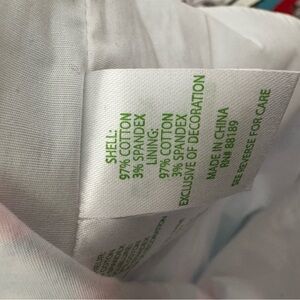 SHELL:
97% COTTON
3% SPANDEX
LINING:
97% COTTON
3% SPANDEX
EXCLUSIVE OF DECORATION
MADE IN CHINA
RN# 88189
SEE REVERSE FOR CARE